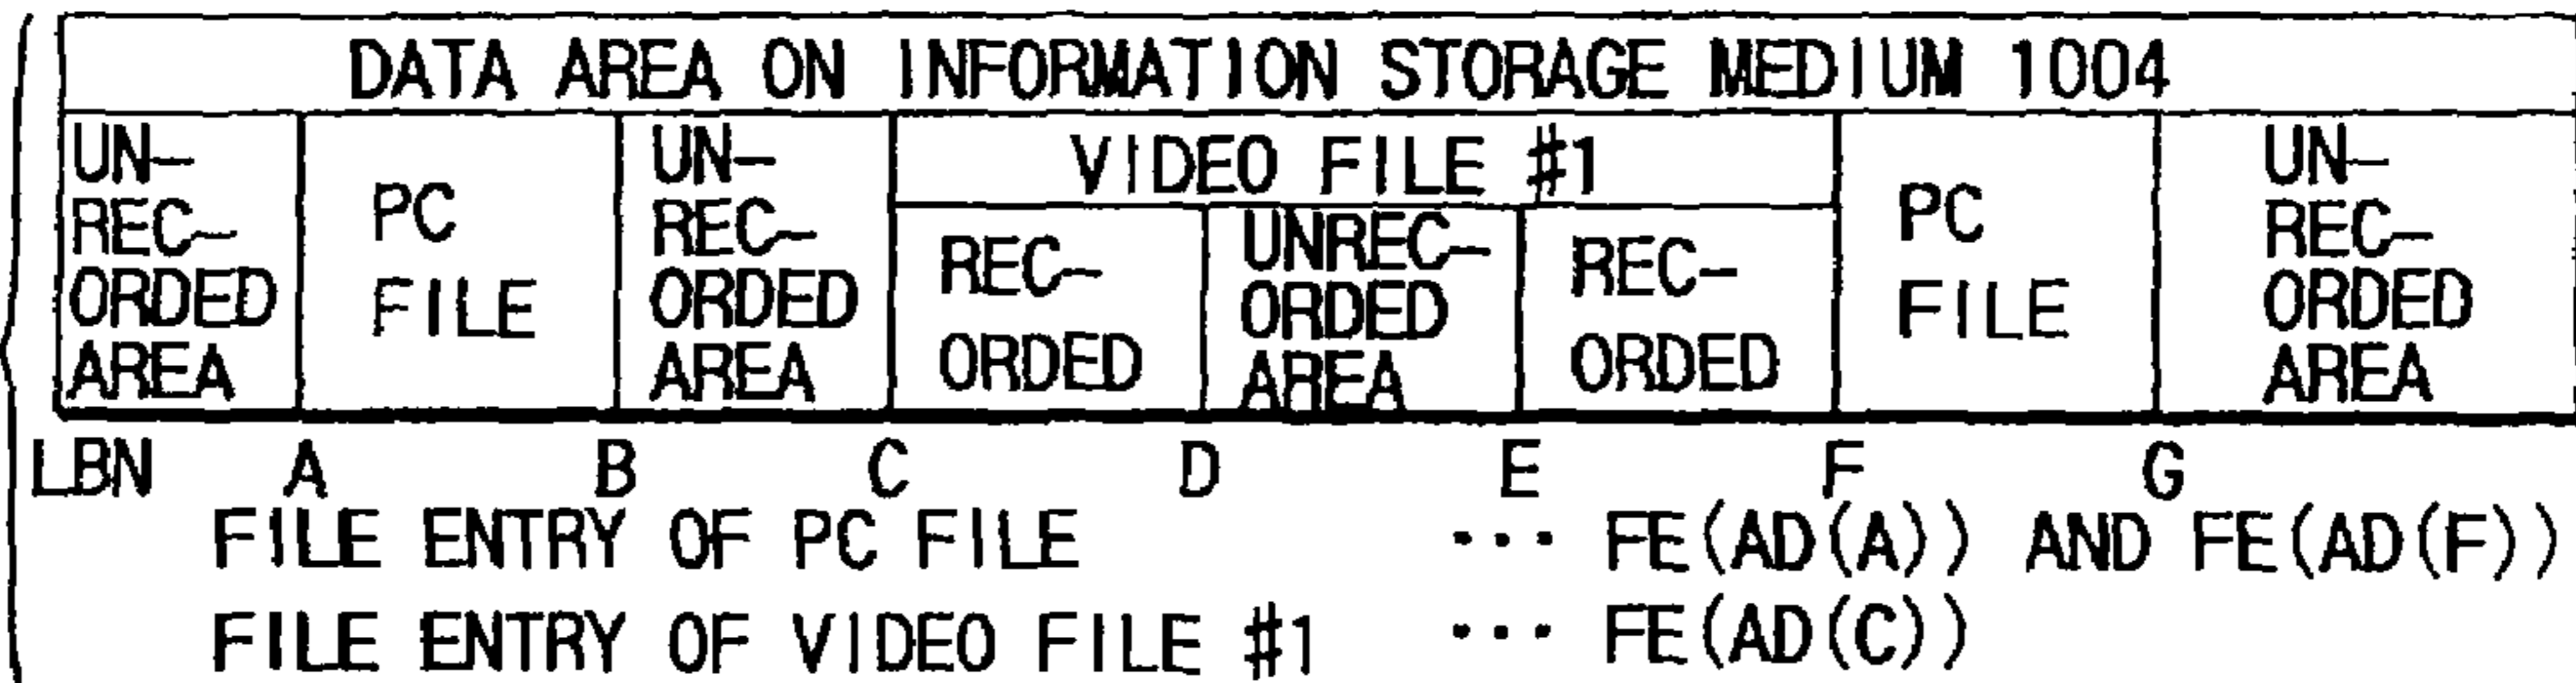 DATA AREA ON INFORMATION STORAGE MEDIUM 1004
UN-
REC-
ORDED
AREA
PC
FILE
UN-
REC-
ORDED
AREA
VIDEO FILE #1
REC-
ORDED
UNREC-
ORDED
AREA
REC-
ORDED
PC
FILE
UN-
REC-
ORDED
AREA
LBN A B C D E F G
FILE ENTRY OF PC FILE ··· FE(AD(A)) AND FE(AD(F))
FILE ENTRY OF VIDEO FILE #1 ··· FE(AD(C))